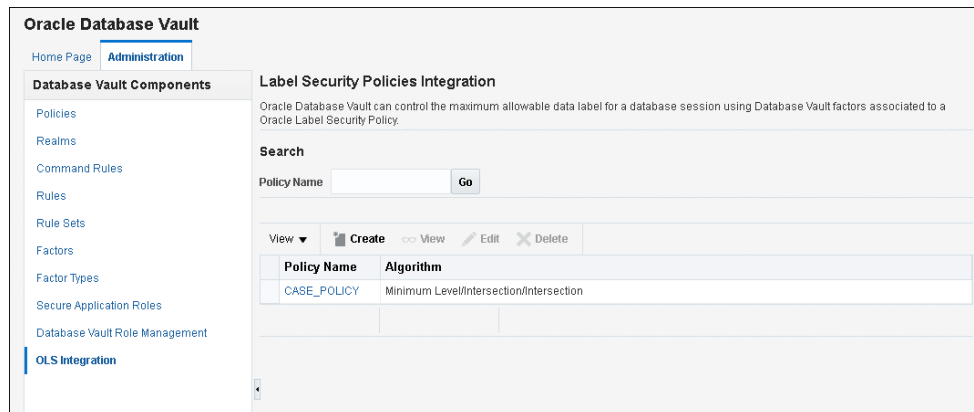 Oracle Database Vault
Home Page Administration
Database Vault Components
Policies
Realms
Command Rules
Rules
Rule Sets
Factors
Factor Types
Secure Application Roles
Database Vault Role Management
OLS Integration
Label Security Policies Integration
Oracle Database Vault can control the maximum allowable data label for a database session using Database Vault factors associated to a
Oracle Label Security Policy.
Search
Policy Name Go
View Create View Edit Delete
Policy Name Algorithm
CASE_POLICY Minimum Level/Intersection/Intersection